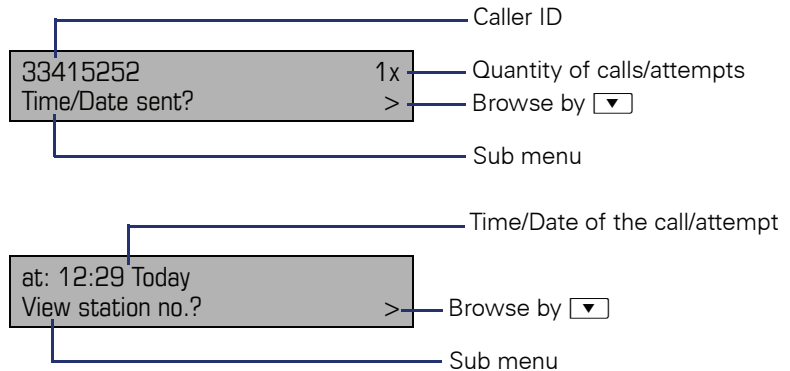 Caller ID
33415252 1x
Quantity of calls/attempts
Time/Date sent? >
Browse by ▼
Sub menu
Time/Date of the call/attempt
at: 12:29 Today
View station no.? >
Browse by ▼
Sub menu